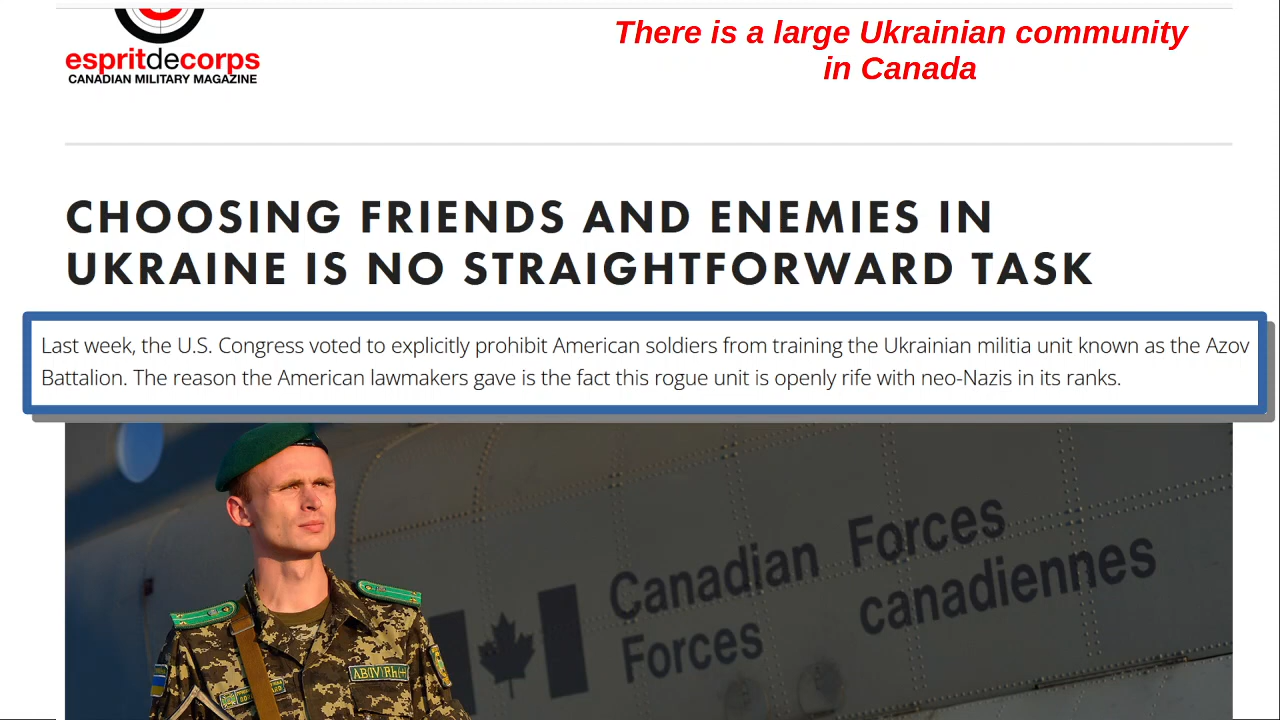 espritdecorps
CANADIAN MILITARY MAGAZINE
There is a large Ukrainian community
in Canada
CHOOSING FRIENDS AND ENEMIES IN
UKRAINE IS NO STRAIGHTFORWARD TASK
Last week, the U.S. Congress voted to explicitly prohibit American soldiers from training the Ukrainian militia unit known as the Azov
Battalion. The reason the American lawmakers gave is the fact this rogue unit is openly rife with neo-Nazis in its ranks.
Canadian Forces
Forces canadiennes